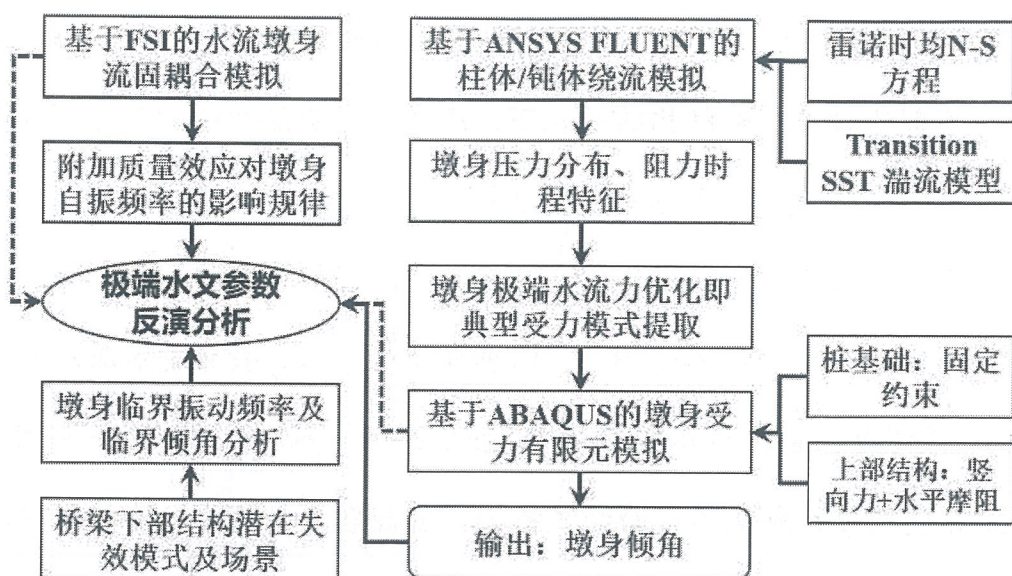 基于FSI的水流墩身
流固耦合模拟
附加质量效应对墩身
自振频率的影响规律
极端水文参数
反演分析
墩身临界振动频率及
临界倾角分析
桥梁下部结构潜在失
效模式及场景
基于ANSYS FLUENT的
柱体/钝体绕流模拟
墩身压力分布、阻力时
程特征
墩身极端水流力优化即
典型受力模式提取
基于ABAQUS的墩身受
力有限元模拟
输出：墩身倾角
雷诺时均N-S
方程
Transition
SST 湍流模型
桩基础：固定
约束
上部结构：竖
向力+水平摩阻